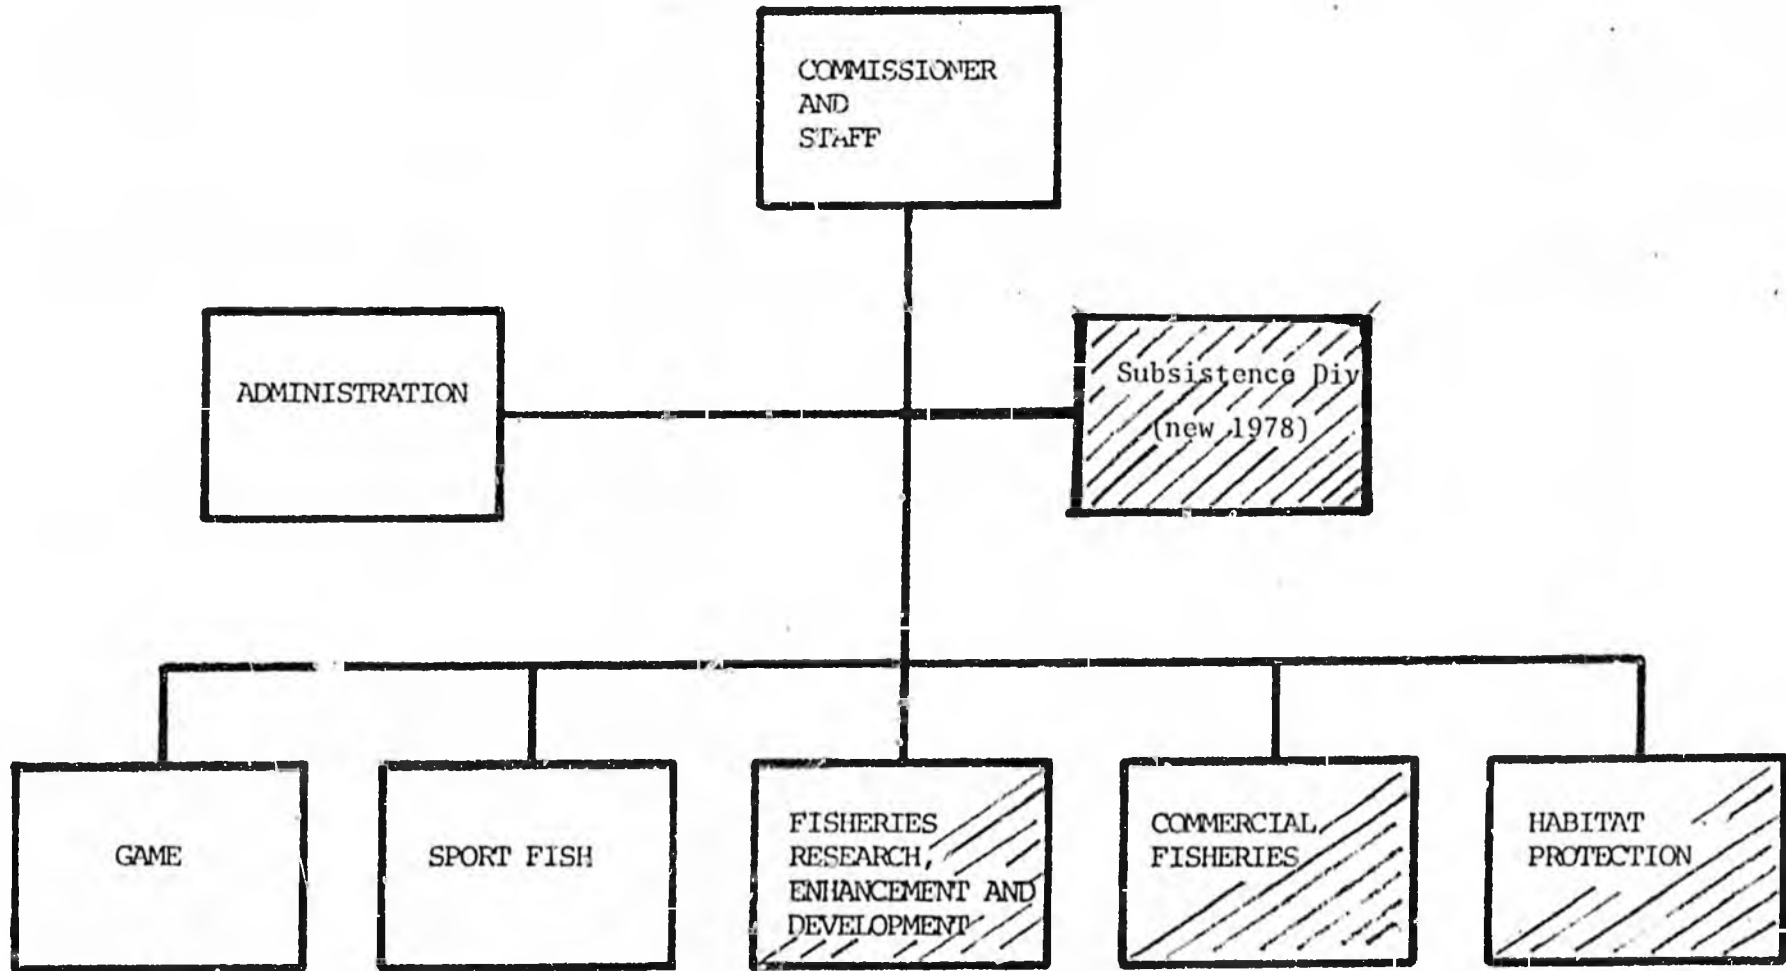 COMMISSIONER
AND
STAFF
ADMINISTRATION
Subsistence Div
(new 1978)
GAME
SPORT FISH
FISHERIES
RESEARCH,
ENHANCEMENT AND
DEVELOPMENT
COMMERCIAL
FISHERIES
HABITAT
PROTECTION